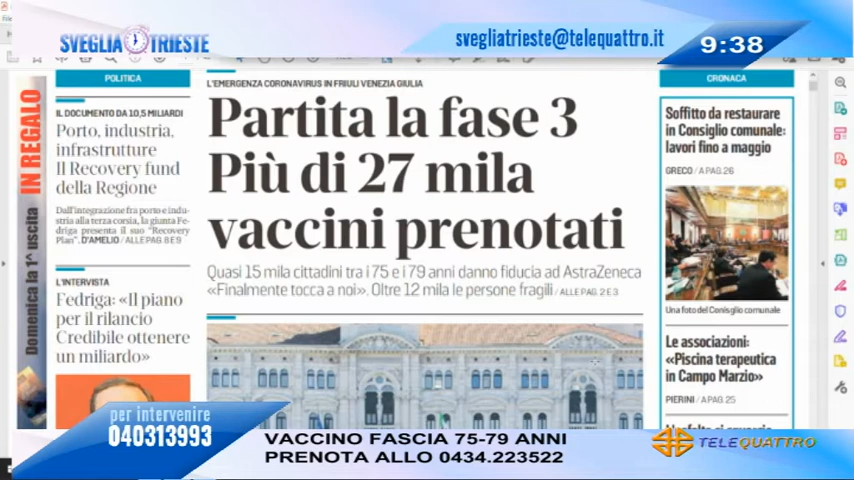 SVEGLIA TRIESTE
svegliatrieste@telequattro.it
9:38
IN REGALO
Domenica la 1^ uscita
POLITICA
IL DOCUMENTO DA 10,5 MILIARDI
Porto, industria,
infrastrutture
Il Recovery fund
della Regione
Dall'integrazione fra porto e indu-
stria alla terza corsia, la giunta Fe-
driga presenta il suo "Recovery
Plan". D'AMELIO / ALLE PAG. 8 E 9
L'INTERVISTA
Fedriga: «Il piano
per il rilancio
Credibile ottenere
un miliardo»
L'EMERGENZA CORONAVIRUS IN FRIULI VENEZIA GIULIA
Partita la fase 3
Più di 27 mila
vaccini prenotati
Quasi 15 mila cittadini tra i 75 e i 79 anni danno fiducia ad AstraZeneca
«Finalmente tocca a noi». Oltre 12 mila le persone fragili / ALLE PAG. 2 E 3
CRONACA
Soffitto da restaurare
in Consiglio comunale:
lavori fino a maggio
GRECO / A PAG. 26
Una foto del Conisglio comunale
Le associazioni:
«Piscina terapeutica
in Campo Marzio»
PIERINI / A PAG. 25
per intervenire
040313993
VACCINO FASCIA 75-79 ANNI
PRENOTA ALLO 0434.223522
TELEQUATTRO